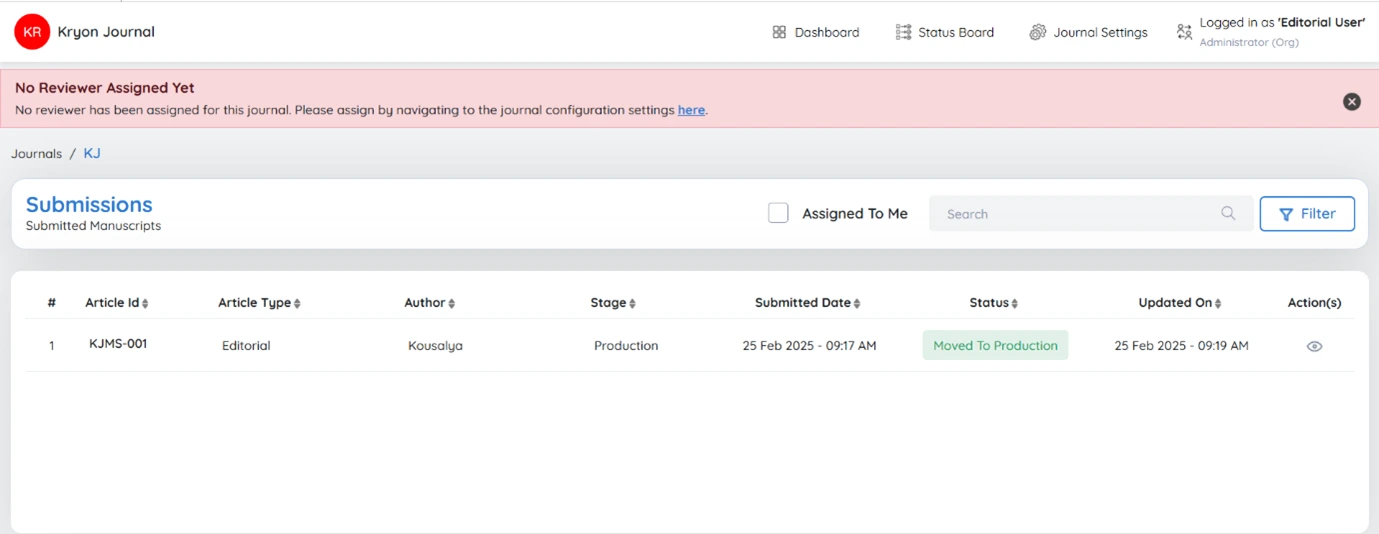 KR Kryon Journal Dashboard Status Board Journal Settings Logged in as 'Editorial User'
Administrator (Org)
No Reviewer Assigned Yet
No reviewer has been assigned for this journal. Please assign by navigating to the journal configuration settings here.
Journals / KJ
Submissions
Submitted Manuscripts
Assigned To Me Search Filter
# Article Id Article Type Author Stage Submitted Date Status Updated On Action(s)
1 KJMS-001 Editorial Kousalya Production 25 Feb 2025 - 09:17 AM Moved To Production 25 Feb 2025 - 09:19 AM